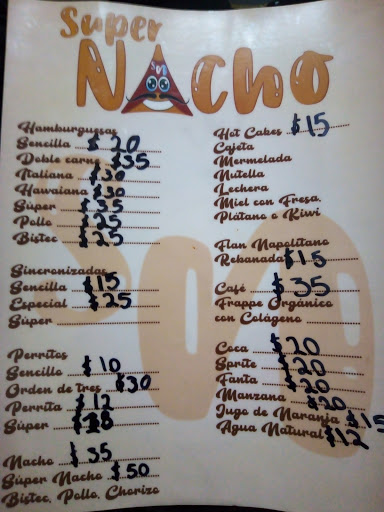 Super
Nacho
Hamburguesas
Sencilla $20
Doble carne $35
Italiana $30
Hawaiana $30
Súper $35
Pollo $25
Bistec $25
Sincronizadas
Sencilla $15
Especial $25
Súper
Perritos
Sencillo $10
Orden de tres $30
Perrita $12
Súper
Nacho $35
Súper Nacho $50
Bistec, Pollo, Chorizo
Hot Cakes $15
Cajeta
Mermelada
Nutella
Lechera
Miel con Fresa,
Plátano o Kiwi
Flan Napolitano
Rebanada $15
Café $35
Frappe Orgánico
con Colágeno
Coca $20
Sprite $20
Fanta $20
Manzana $20
Jugo de Naranja $15
Agua Natural $12